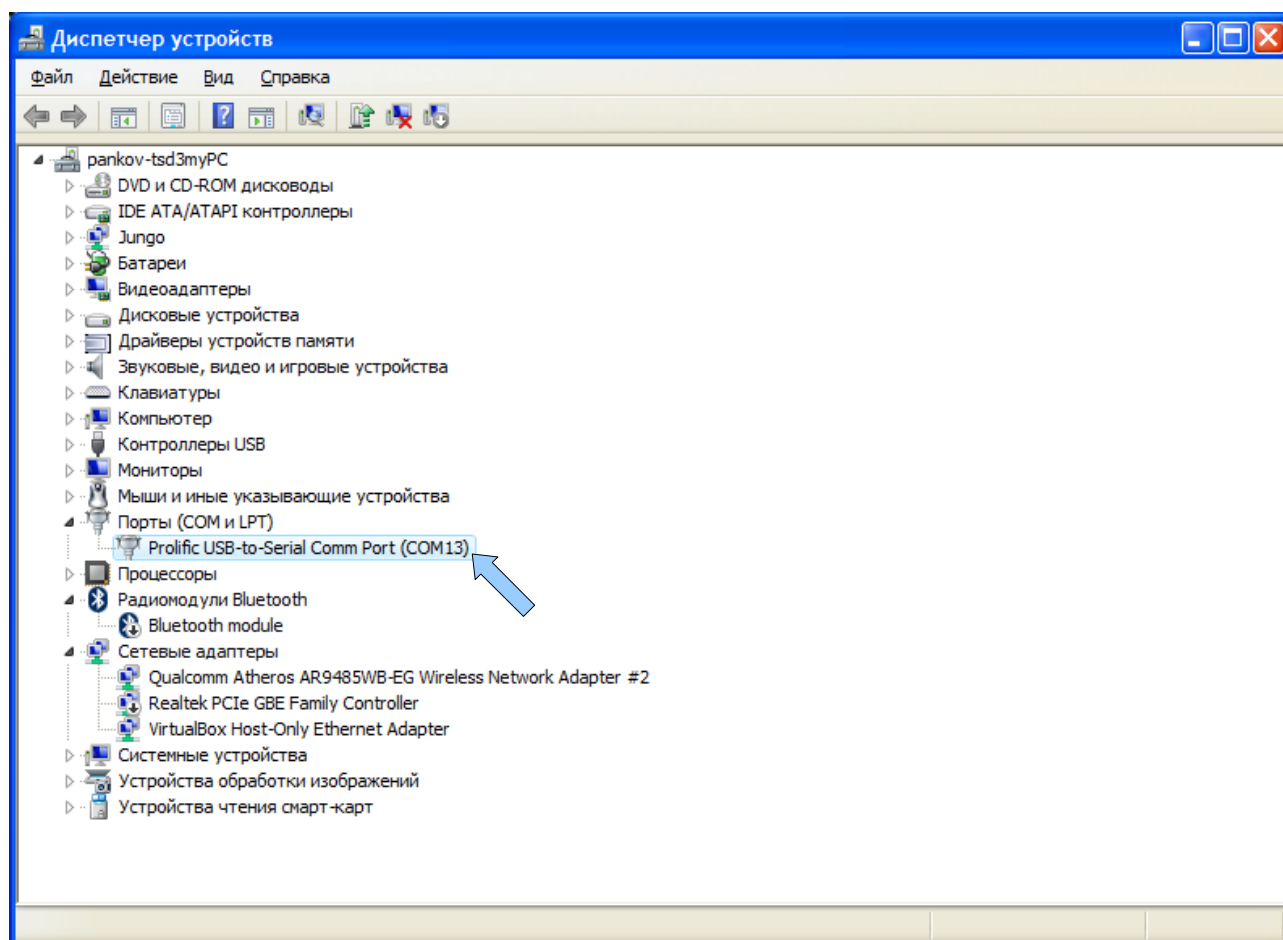 Диспетчер устройств
Файл Действие Вид Справка
pankov-tsd3myPC
DVD и CD-ROM дисководы
IDE ATA/ATAPI контроллеры
Jungo
Батареи
Видеоадаптеры
Дисковые устройства
Драйверы устройств памяти
Звуковые, видео и игровые устройства
Клавиатуры
Компьютер
Контроллеры USB
Мониторы
Мыши и иные указывающие устройства
Порты (COM и LPT)
Prolific USB-to-Serial Comm Port (COM13)
Процессоры
Радиомодули Bluetooth
Bluetooth module
Сетевые адаптеры
Qualcomm Atheros AR9485WB-EG Wireless Network Adapter #2
Realtek PCIe GBE Family Controller
VirtualBox Host-Only Ethernet Adapter
Системные устройства
Устройства обработки изображений
Устройства чтения смарт-карт